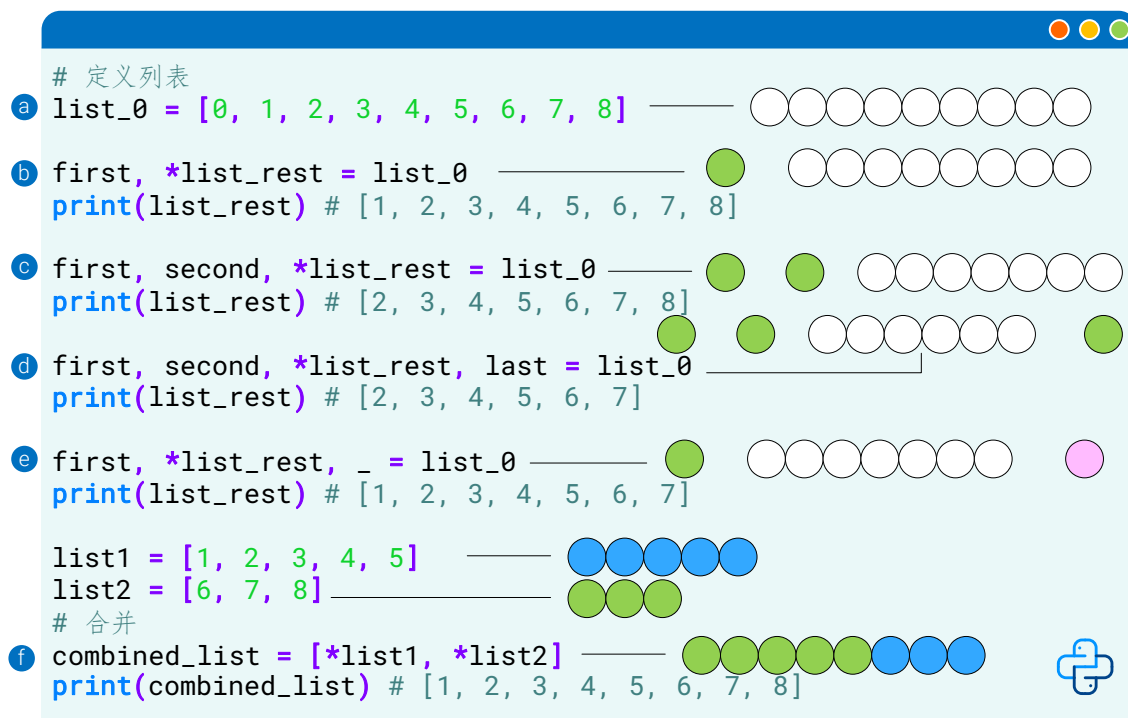 # 定义列表
a list_0 = [0, 1, 2, 3, 4, 5, 6, 7, 8]
b first, *list_rest = list_0
print(list_rest) # [1, 2, 3, 4, 5, 6, 7, 8]
c first, second, *list_rest = list_0
print(list_rest) # [2, 3, 4, 5, 6, 7, 8]
d first, second, *list_rest, last = list_0
print(list_rest) # [2, 3, 4, 5, 6, 7]
e first, *list_rest, _ = list_0
print(list_rest) # [1, 2, 3, 4, 5, 6, 7]
list1 = [1, 2, 3, 4, 5]
list2 = [6, 7, 8]
# 合并
f combined_list = [*list1, *list2]
print(combined_list) # [1, 2, 3, 4, 5, 6, 7, 8]